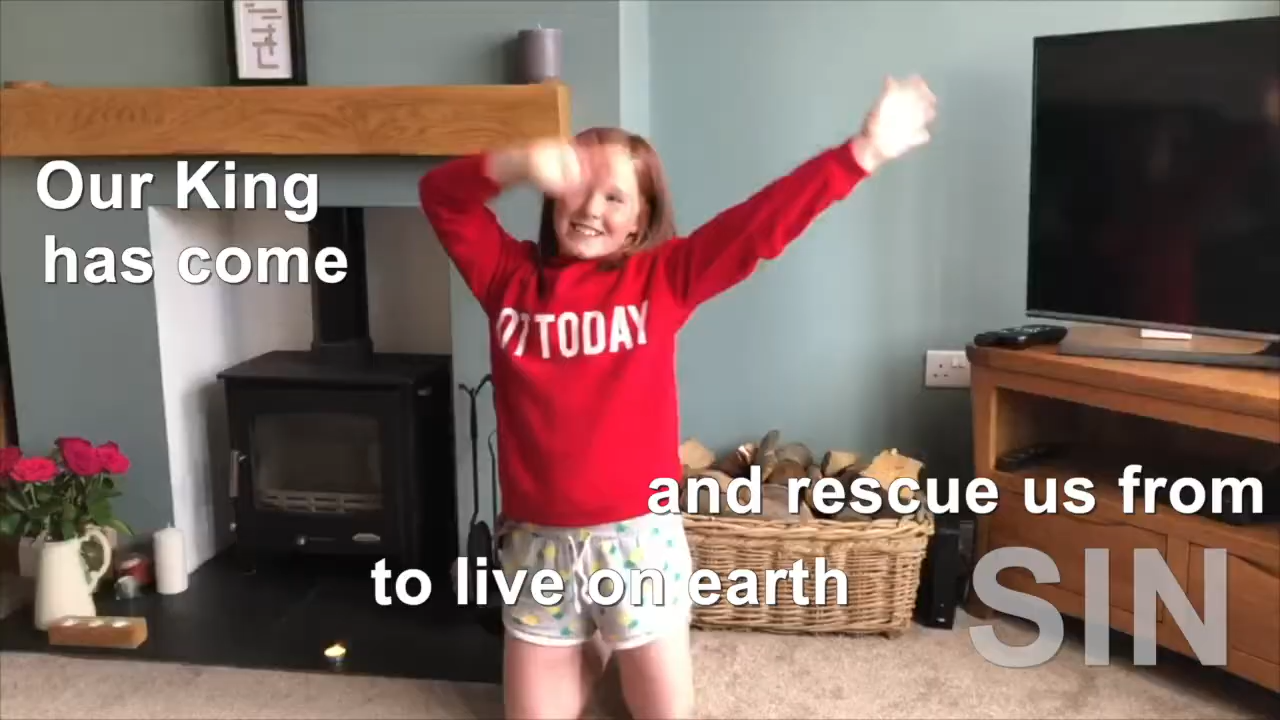 Our King
has come
TODAY
and rescue us from
to live on earth
SIN